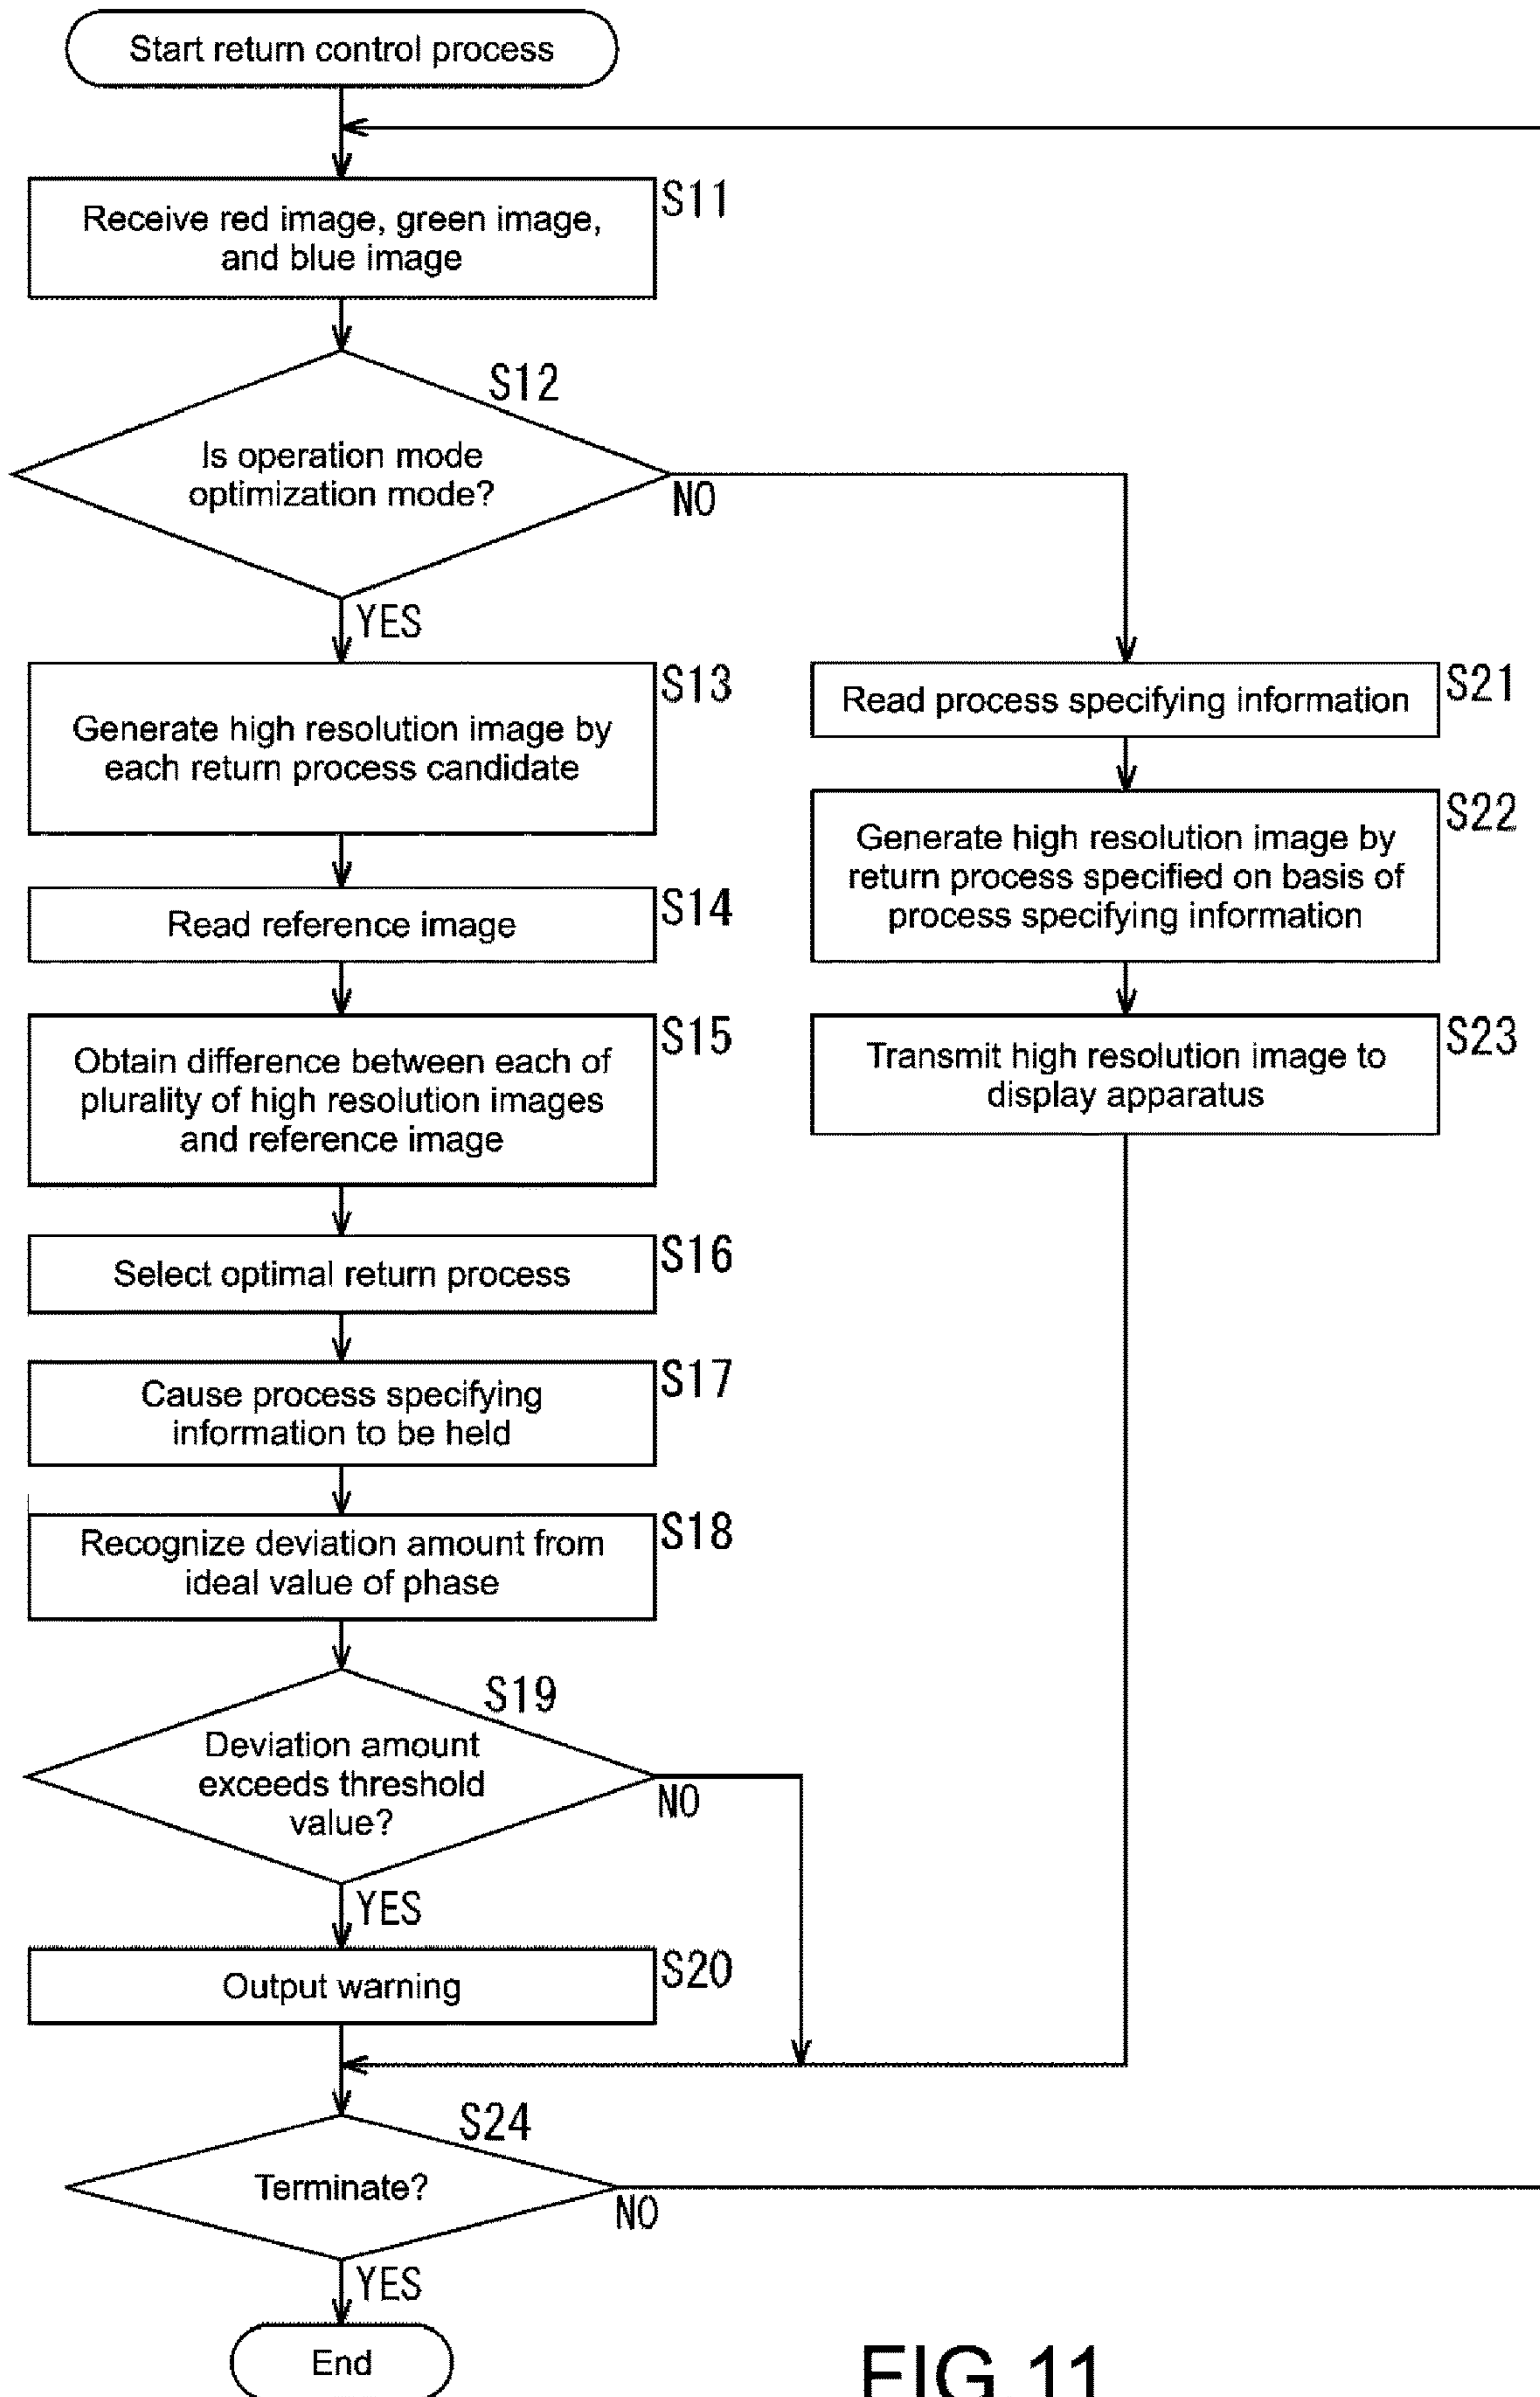 Start return control process
S11
Receive red image, green image,
and blue image
S12
Is operation mode
optimization mode?
NO
YES
S13
Generate high resolution image by
each return process candidate
S14
Read reference image
S15
Obtain difference between each of
plurality of high resolution images
and reference image
S16
Select optimal return process
S17
Cause process specifying
information to be held
S18
Recognize deviation amount from
ideal value of phase
S19
Deviation amount
exceeds threshold
value?
NO
YES
S20
Output warning
S21
Read process specifying information
S22
Generate high resolution image by
return process specified on basis of
process specifying information
S23
Transmit high resolution image to
display apparatus
S24
Terminate?
NO
YES
End
FIG.11